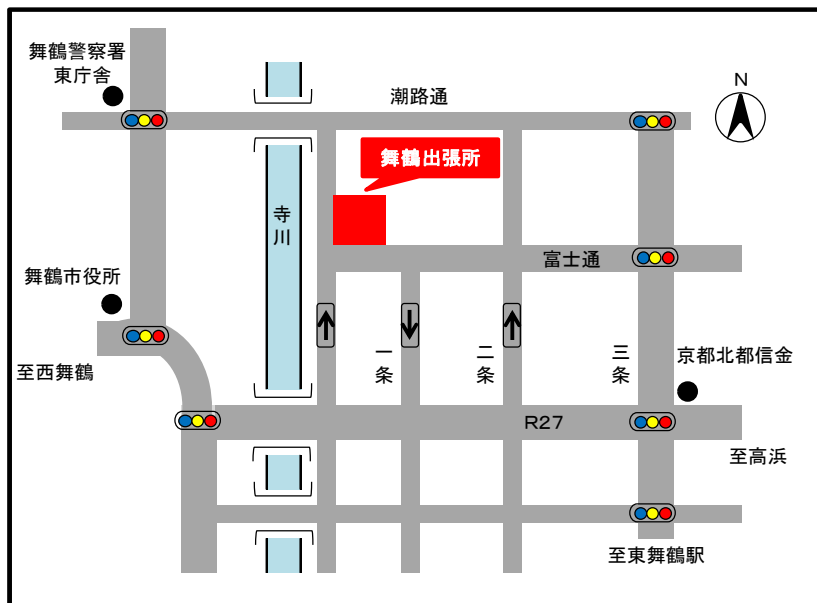 舞鶴警察署
東庁舎
潮路通
N
舞鶴出張所
寺川
富士通
舞鶴市役所
一条
二条
三条
京都北都信金
至西舞鶴
R27
至高浜
至東舞鶴駅